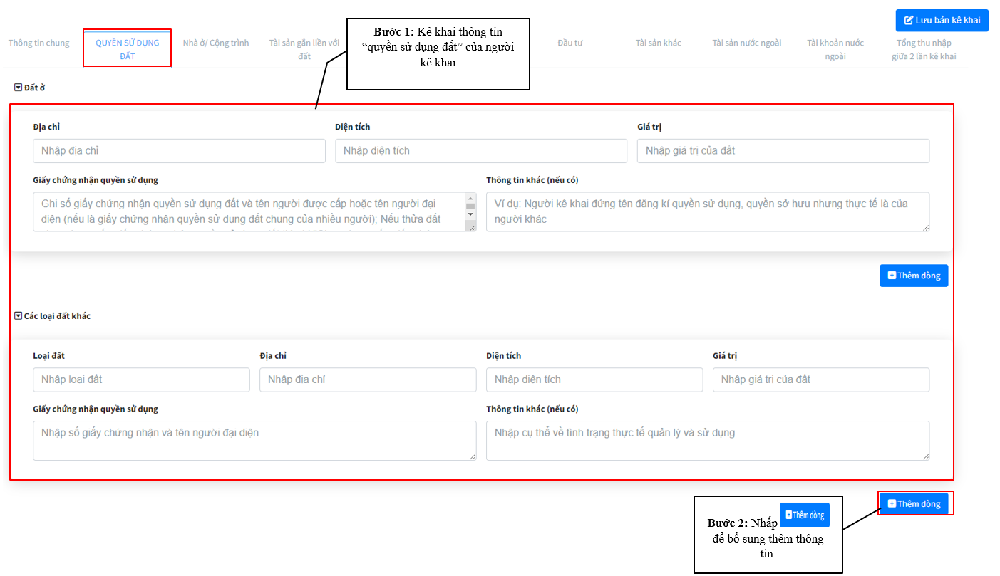 Lưu bản kê khai
Thông tin chung
QUYỀN SỬ DỤNG
ĐẤT
Nhà ở/ Cộng trình
Tài sản gắn liền với
đất
Bước 1: Kê khai thông tin
“quyền sử dụng đất” của người
kê khai
Đầu tư
Tài sản khác
Tài sản nước ngoài
Tài khoản nước
ngoài
Tổng thu nhập
giữa 2 lần kê khai
Đất ở
Địa chỉ
Diện tích
Giá trị
Nhập địa chỉ
Nhập diện tích
Nhập giá trị của đất
Giấy chứng nhận quyền sử dụng
Thông tin khác (nếu có)
Ghi số giấy chứng nhận quyền sử dụng đất và tên người được cấp hoặc tên người đại
diện (nếu là giấy chứng nhận quyền sử dụng đất chung của nhiều người); Nếu thửa đất
Ví dụ: Người kê khai đứng tên đăng kí quyền sử dụng, quyền sở hưu nhưng thực tế là của
người khác
Thêm dòng
Các loại đất khác
Loại đất
Địa chỉ
Diện tích
Giá trị
Nhập loại đất
Nhập địa chỉ
Nhập diện tích
Nhập giá trị của đất
Giấy chứng nhận quyền sử dụng
Thông tin khác (nếu có)
Nhập số giấy chứng nhận và tên người đại diện
Nhập cụ thể về tình trạng thực tế quản lý và sử dụng
Thêm dòng
Bước 2: Nhấp Thêm dòng
để bổ sung thêm thông
tin.